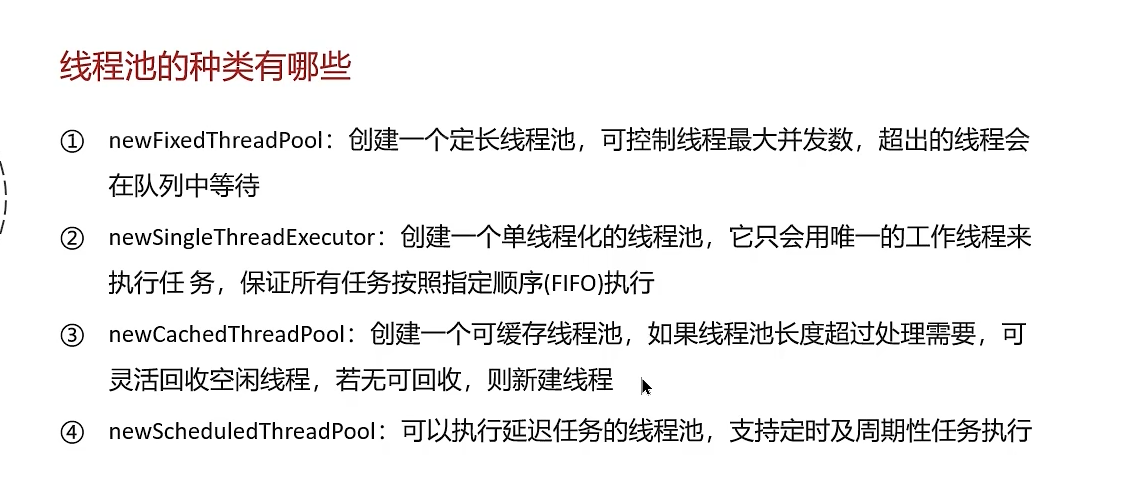 线程池的种类有哪些
① newFixedThreadPool：创建一个定长线程池，可控制线程最大并发数，超出的线程会
在队列中等待
② newSingleThreadExecutor：创建一个单线程化的线程池，它只会用唯一的工作线程来
执行任 务，保证所有任务按照指定顺序(FIFO)执行
③ newCachedThreadPool：创建一个可缓存线程池，如果线程池长度超过处理需要，可
灵活回收空闲线程，若无可回收，则新建线程
④ newScheduledThreadPool：可以执行延迟任务的线程池，支持定时及周期性任务执行